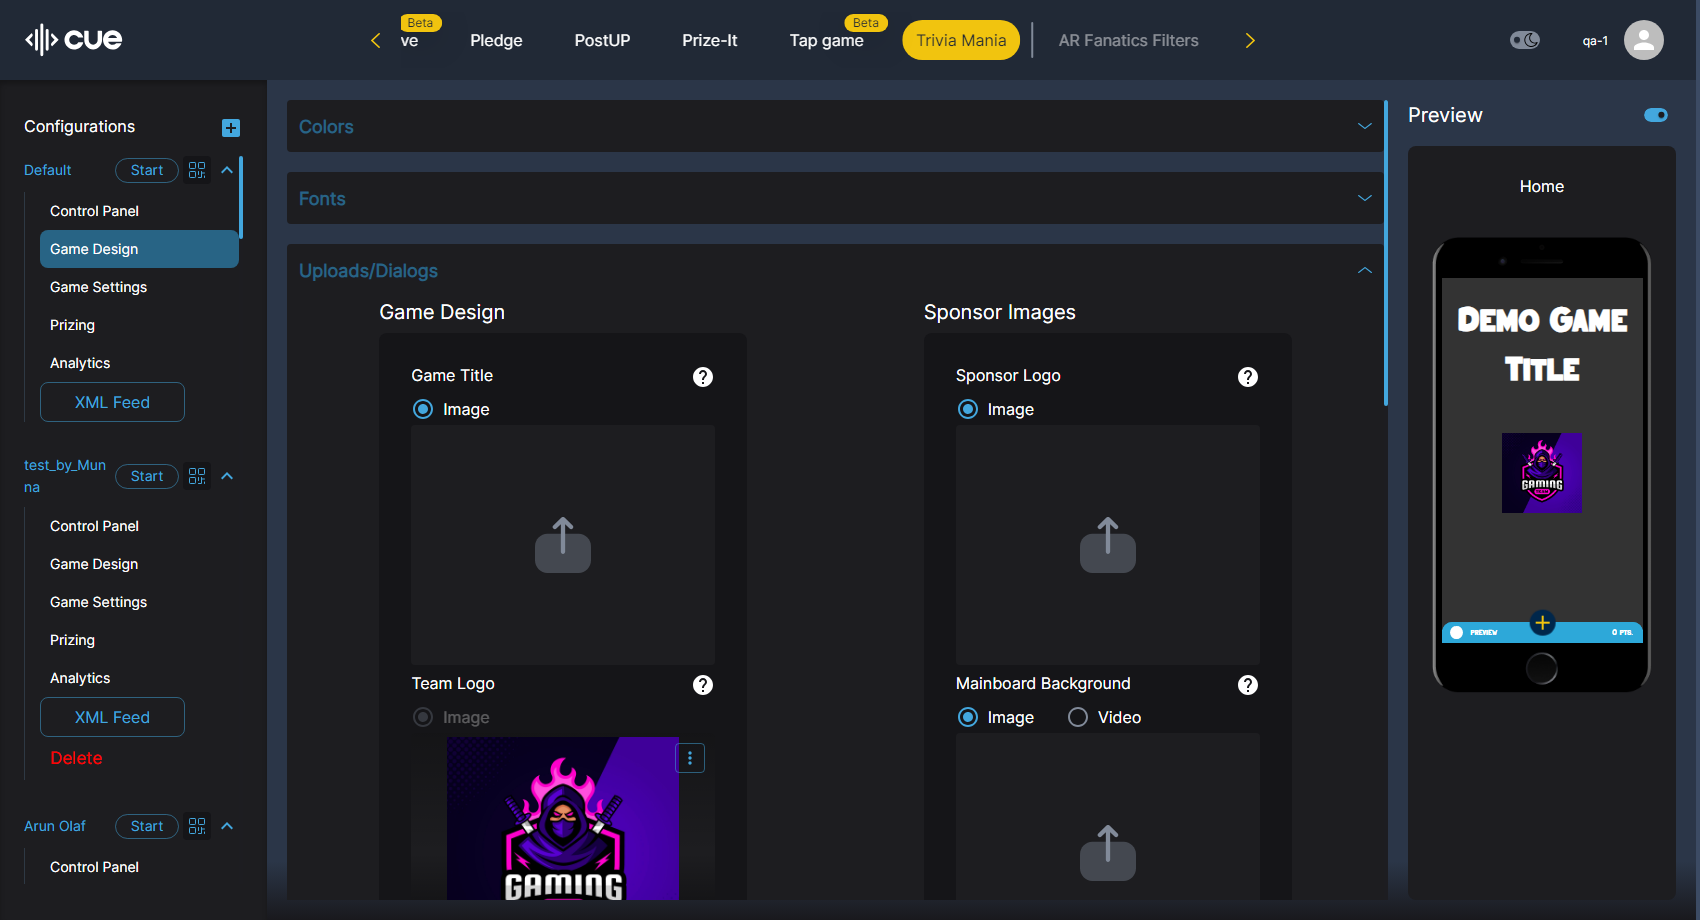 cue
Beta
ve
Pledge
PostUP
Prize-It
Beta
Tap game
Trivia Mania
AR Fanatics Filters
qa-1
Configurations
Default
Start
Control Panel
Game Design
Game Settings
Prizing
Analytics
XML Feed
test_by_Mun
na
Start
Control Panel
Game Design
Game Settings
Prizing
Analytics
XML Feed
Delete
Arun Olaf
Start
Control Panel
Colors
Fonts
Uploads/Dialogs
Game Design
Game Title
?
Image
Team Logo
?
Image
GAMING
Sponsor Images
Sponsor Logo
?
Image
Mainboard Background
?
Image
Video
Preview
Home
Demo Game
Title
GAMING
PREVIEW
0 PTS.